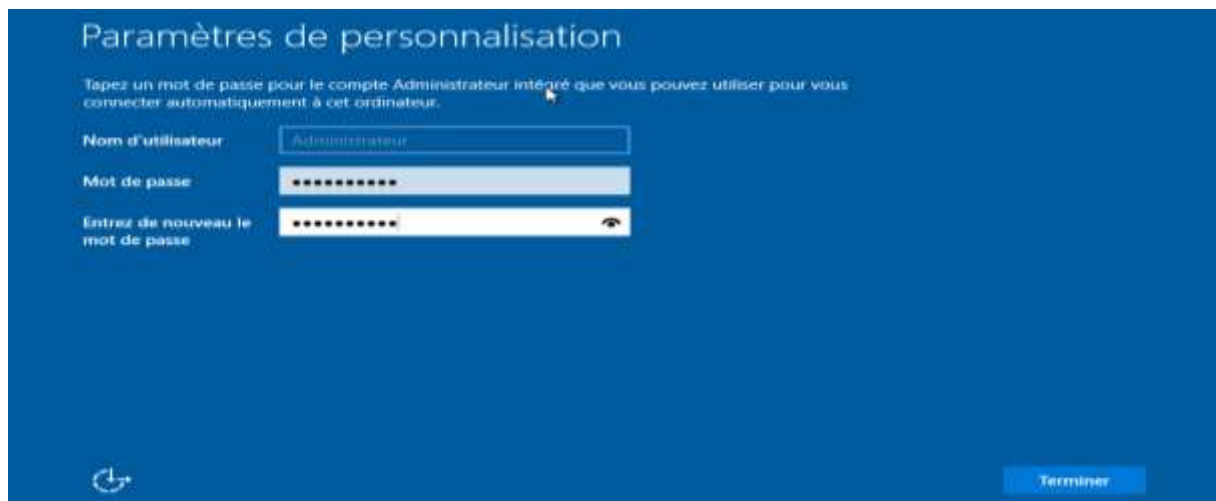 Paramètres de personnalisation
Tapez un mot de passe pour le compte Administrateur intégré que vous pouvez utiliser pour vous
connecter automatiquement à cet ordinateur.
Nom d'utilisateur
Administrateur
Mot de passe
••••••••••
Entrez de nouveau le
mot de passe
••••••••••
Terminer